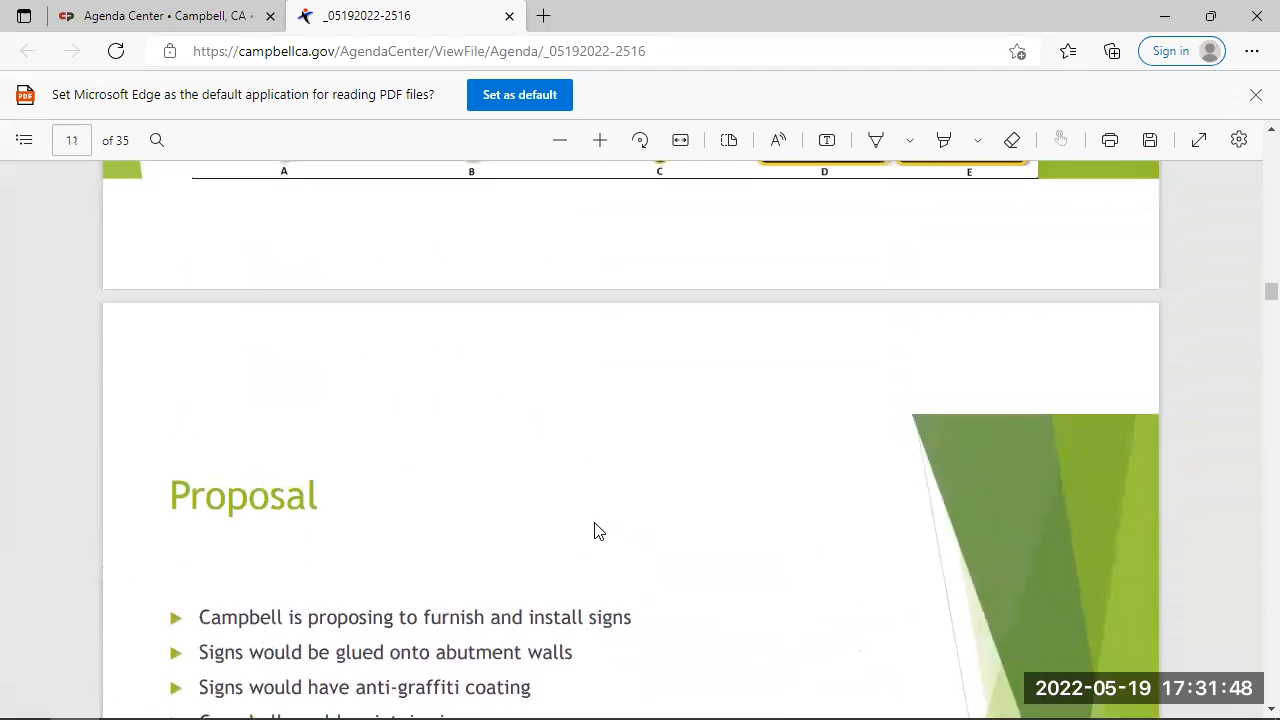 Agenda Center • Campbell, CA
_05192022-2516
https://campbellca.gov/AgendaCenter/ViewFile/Agenda/_05192022-2516
Sign in
PDF
Set Microsoft Edge as the default application for reading PDF files?
Set as default
11
of 35
A B C D E
Proposal
Campbell is proposing to furnish and install signs
Signs would be glued onto abutment walls
Signs would have anti-graffiti coating
2022-05-19 17:31:48